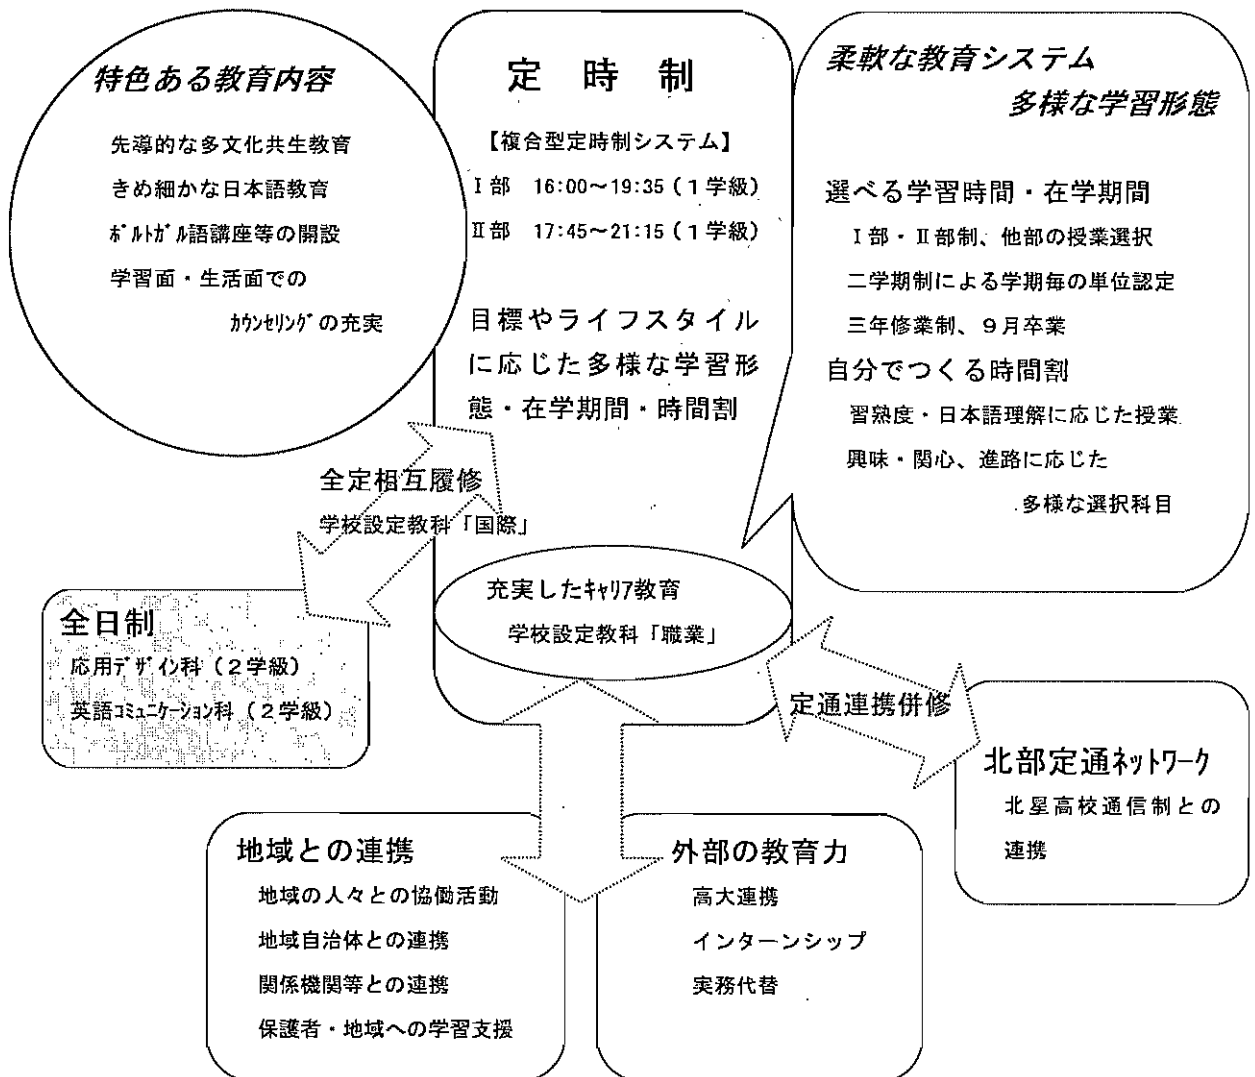 特色ある教育内容
先導的な多文化共生教育
きめ細かな日本語教育
ﾎﾟﾙﾄｶﾞﾙ語講座等の開設
学習面・生活面での
ｶｳﾝｾﾘﾝｸﾞの充実
定時制
【複合型定時制システム】
Ⅰ部 16:00～19:35(1学級)
Ⅱ部 17:45～21:15(1学級)
目標やライフスタイル
に応じた多様な学習形
態・在学期間・時間割
柔軟な教育システム
多様な学習形態
選べる学習時間・在学期間
Ⅰ部・Ⅱ部制、他部の授業選択
二学期制による学期毎の単位認定
三年修業制、9月卒業
自分でつくる時間割
習熟度・日本語理解に応じた授業
興味・関心、進路に応じた
多様な選択科目
全定相互履修
学校設定教科「国際」
充実したｷｬﾘｱ教育
学校設定教科「職業」
全日制
応用ﾃﾞｻﾞｲﾝ科(2学級)
英語ｺﾐｭﾆｹｰｼｮﾝ科(2学級)
定通連携併修
北部定通ﾈｯﾄﾜｰｸ
北星高校通信制との
連携
地域との連携
地域の人々との協働活動
地域自治体との連携
関係機関等との連携
保護者・地域への学習支援
外部の教育力
高大連携
インターンシップ
実務代替